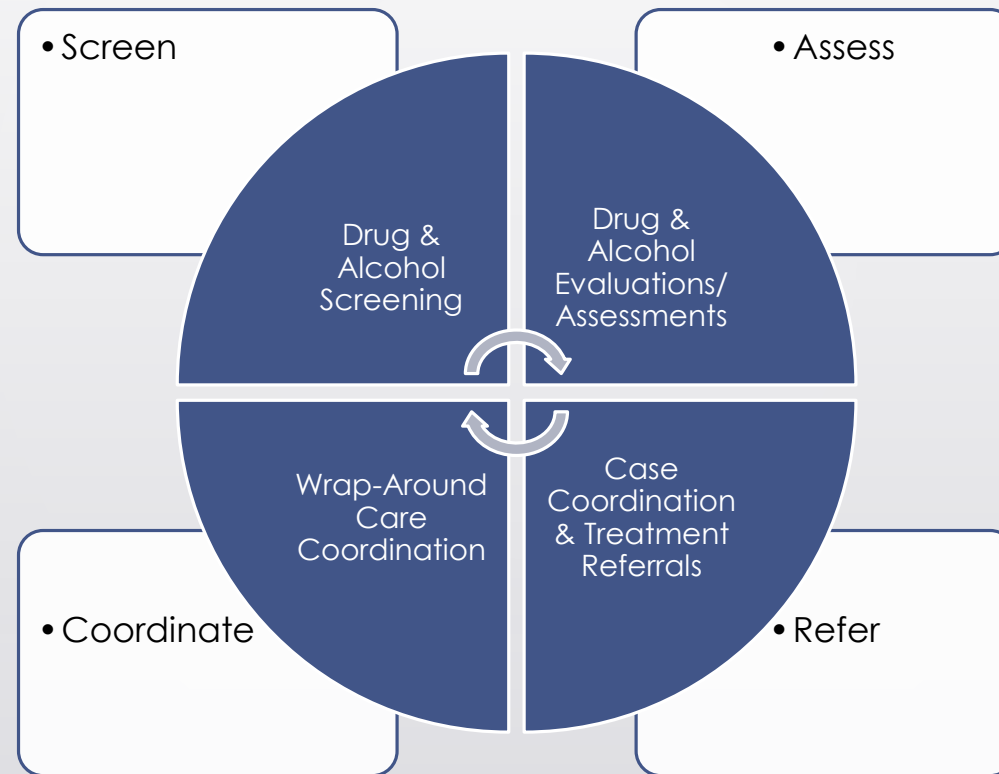 • Screen
• Assess
Drug &
Alcohol
Screening
Drug &
Alcohol
Evaluations/
Assessments
Wrap-Around
Care
Coordination
Case
Coordination
& Treatment
Referrals
• Coordinate
• Refer